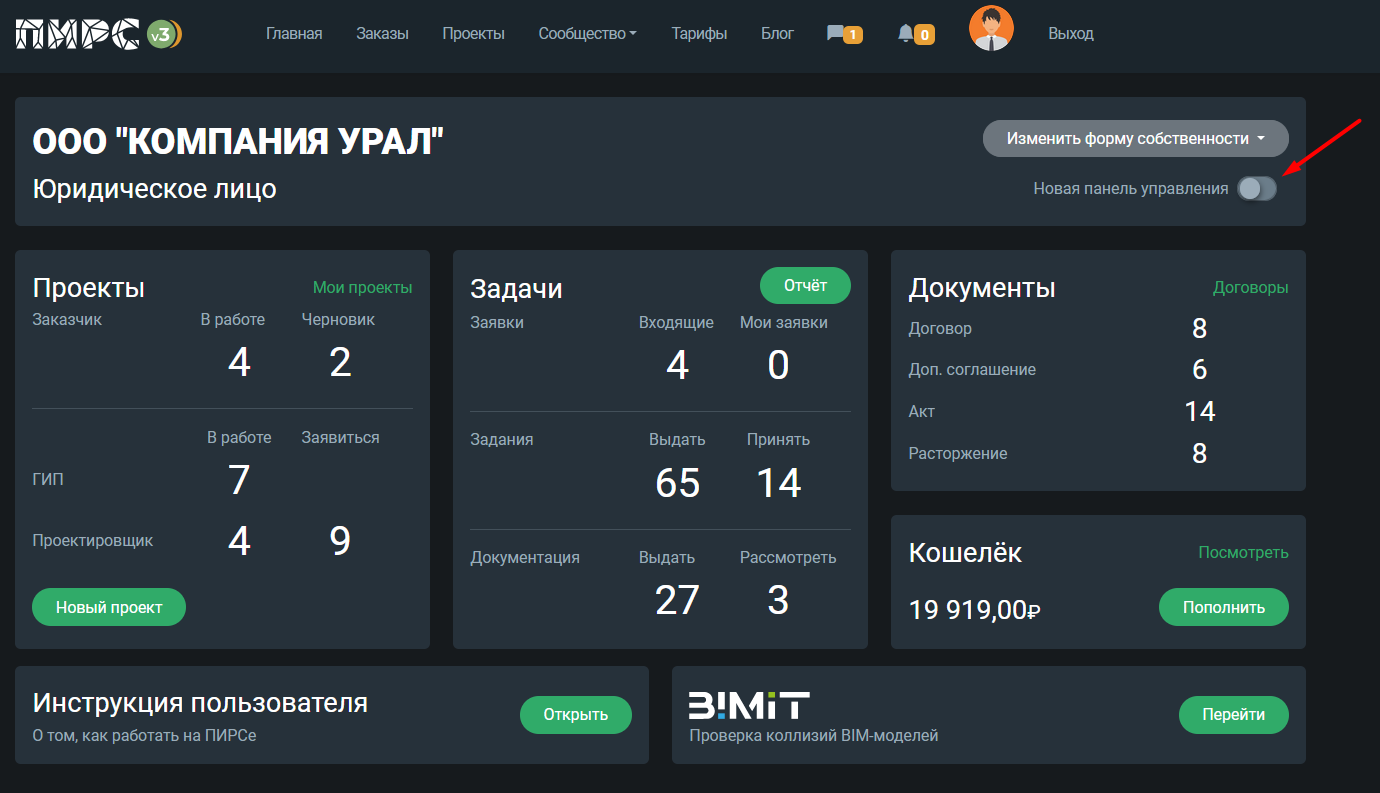 ПИРС v3
Главная Заказы Проекты Сообщество Тарифы Блог 1 0 Выход
ООО "КОМПАНИЯ УРАЛ"
Изменить форму собственности
Юридическое лицо
Новая панель управления
Проекты Мои проекты
Заказчик В работе Черновик
4 2
В работе Заявиться
ГИП 7
Проектировщик 4 9
Новый проект
Задачи Отчёт
Заявки Входящие Мои заявки
4 0
Задания Выдать Принять
65 14
Документация Выдать Рассмотреть
27 3
Документы Договоры
Договор 8
Доп. соглашение 6
Акт 14
Расторжение 8
Кошелёк Посмотреть
19 919,00₽ Пополнить
Инструкция пользователя
О том, как работать на ПИРСе
Открыть
BIMiT
Проверка коллизий BIM-моделей
Перейти